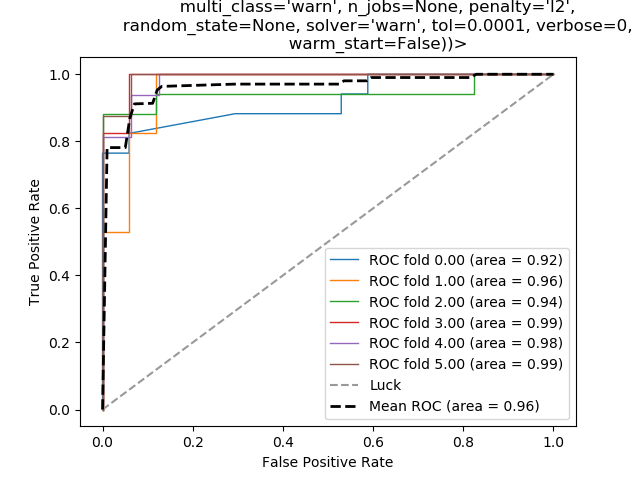 multi_class='warn', n_jobs=None, penalty='l2',
random_state=None, solver='warn', tol=0.0001, verbose=0,
warm_start=False))>
True Positive Rate
1.0
0.8
0.6
0.4
0.2
0.0
ROC fold 0.00 (area = 0.92)
ROC fold 1.00 (area = 0.96)
ROC fold 2.00 (area = 0.94)
ROC fold 3.00 (area = 0.99)
ROC fold 4.00 (area = 0.98)
ROC fold 5.00 (area = 0.99)
Luck
Mean ROC (area = 0.96)
0.0 0.2 0.4 0.6 0.8 1.0
False Positive Rate